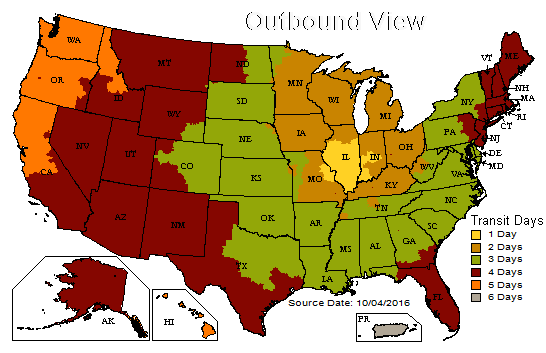 Outbound View
WA
MT
ND
MN
VT
ME
OR
ID
WY
SD
WI
MI
NY
NH
MA
RI
CT
NV
UT
CO
NE
IA
IL
IN
OH
PA
NJ
DE
MD
CA
KS
MO
KY
WV
VA
AZ
NM
OK
AR
TN
NC
SC
TX
LA
MS
AL
GA
FL
AK
HI
PR
Transit Days
1 Day
2 Days
3 Days
4 Days
5 Days
6 Days
Source Date: 10/04/2016